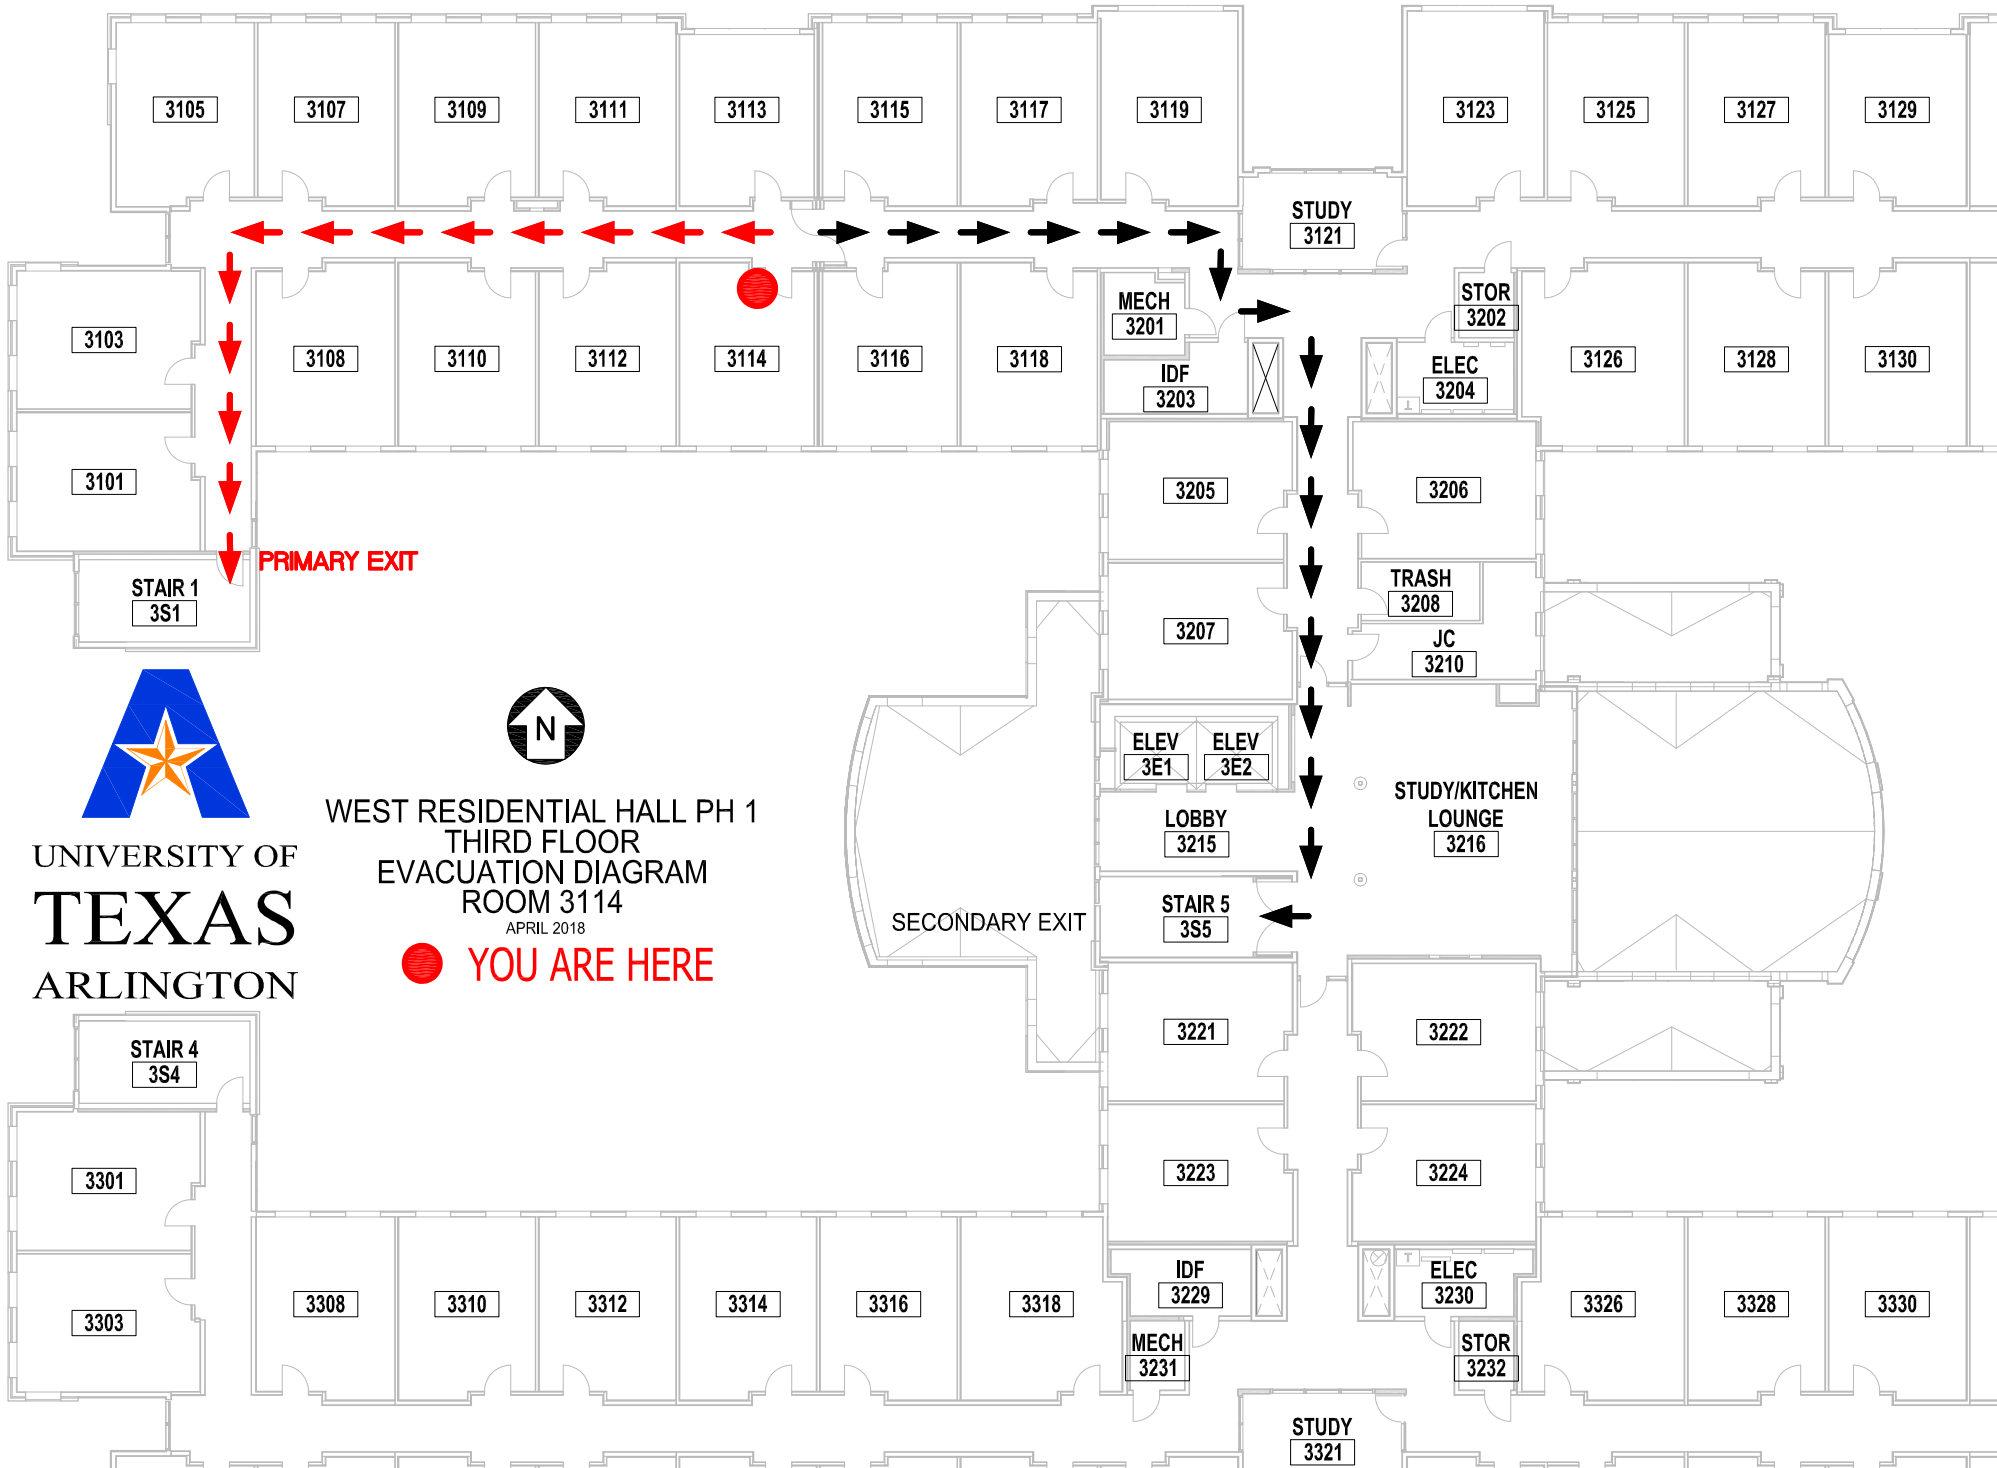 3105
3107
3109
3111
3113
3115
3117
3119
3123
3125
3127
3129
STUDY
3121
3103
3101
3108
3110
3112
3114
3116
3118
MECH
3201
IDF
3203
STOR
3202
ELEC
3204
3126
3128
3130
3205
3206
PRIMARY EXIT
STAIR 1
3S1
3207
TRASH
3208
JC
3210
N
ELEV
3E1
ELEV
3E2
LOBBY
3215
STUDY/KITCHEN
LOUNGE
3216
UNIVERSITY OF
TEXAS
ARLINGTON
WEST RESIDENTIAL HALL PH 1
THIRD FLOOR
EVACUATION DIAGRAM
ROOM 3114
APRIL 2018
YOU ARE HERE
SECONDARY EXIT
STAIR 5
3S5
STAIR 4
3S4
3221
3222
3301
3223
3224
3303
3308
3310
3312
3314
3316
3318
IDF
3229
T
ELEC
3230
MECH
3231
STOR
3232
3326
3328
3330
STUDY
3321